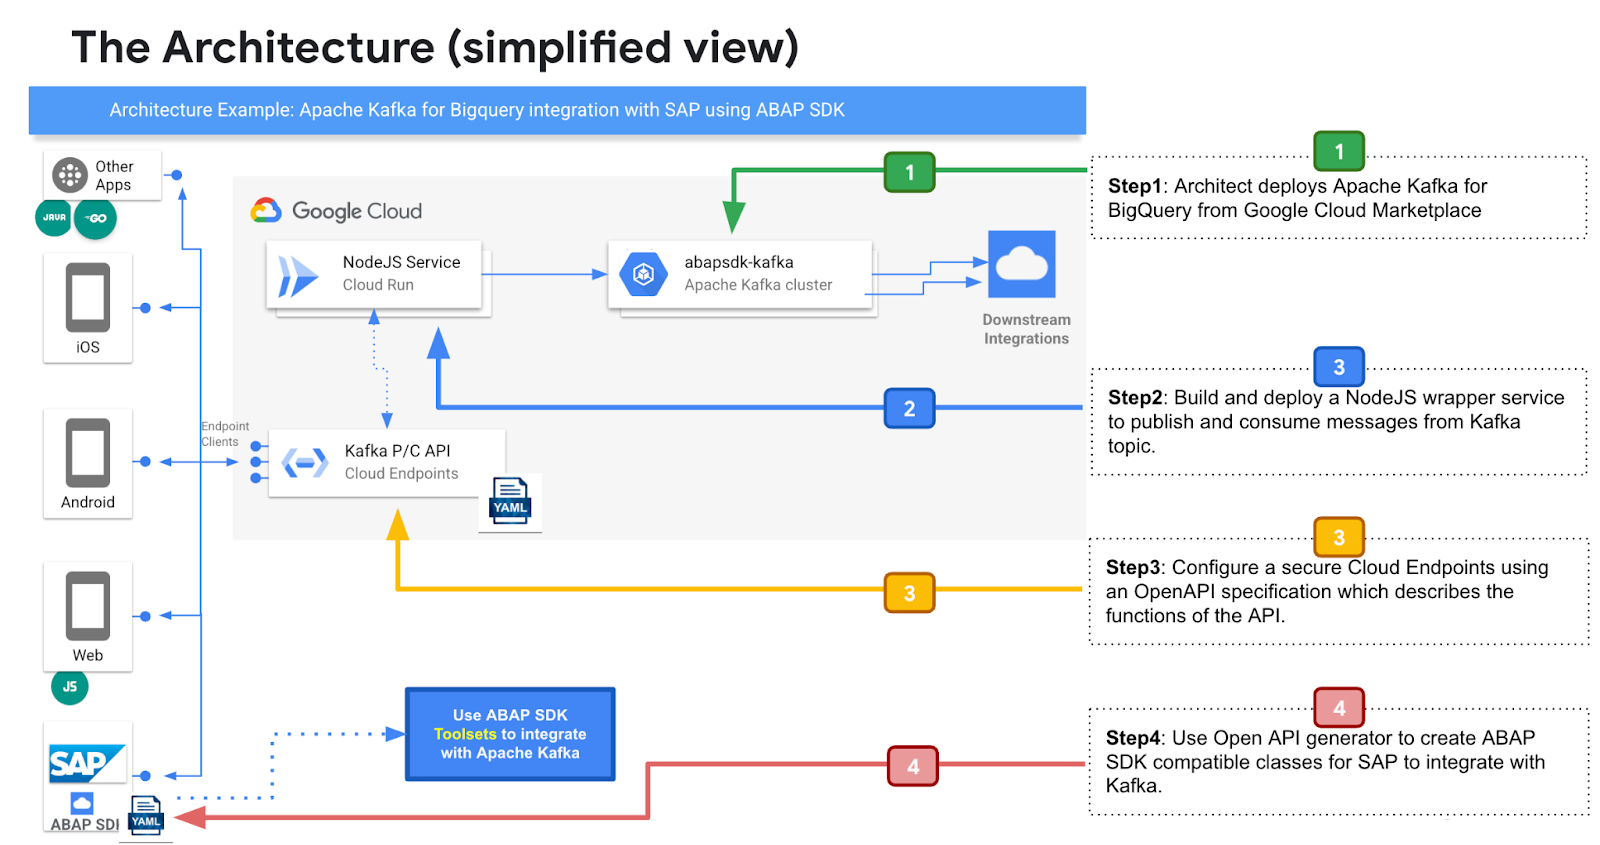 The Architecture (simplified view)
Architecture Example: Apache Kafka for Bigquery integration with SAP using ABAP SDK
Other
Apps
JAVA
GO
iOS
Android
Web
JS
SAP
ABAP SDK
YAML
Endpoint
Clients
Google Cloud
NodeJS Service
Cloud Run
abapsdk-kafka
Apache Kafka cluster
Downstream
Integrations
Kafka P/C API
Cloud Endpoints
YAML
Use ABAP SDK
Toolsets to integrate
with Apache Kafka
1
2
3
4
1
Step1: Architect deploys Apache Kafka for
BigQuery from Google Cloud Marketplace
3
Step2: Build and deploy a NodeJS wrapper service
to publish and consume messages from Kafka
topic.
3
Step3: Configure a secure Cloud Endpoints using
an OpenAPI specification which describes the
functions of the API.
4
Step4: Use Open API generator to create ABAP
SDK compatible classes for SAP to integrate with
Kafka.